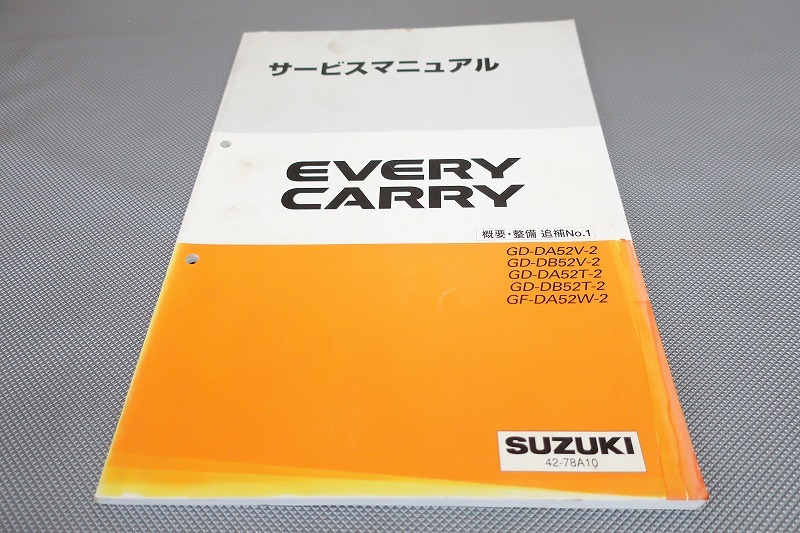 サービスマニュアル
EVERY
CARRY
概要・整備 追補No.1
GD-DA52V-2
GD-DB52V-2
GD-DA52T-2
GD-DB52T-2
GF-DA52W-2
SUZUKI
42-78A10